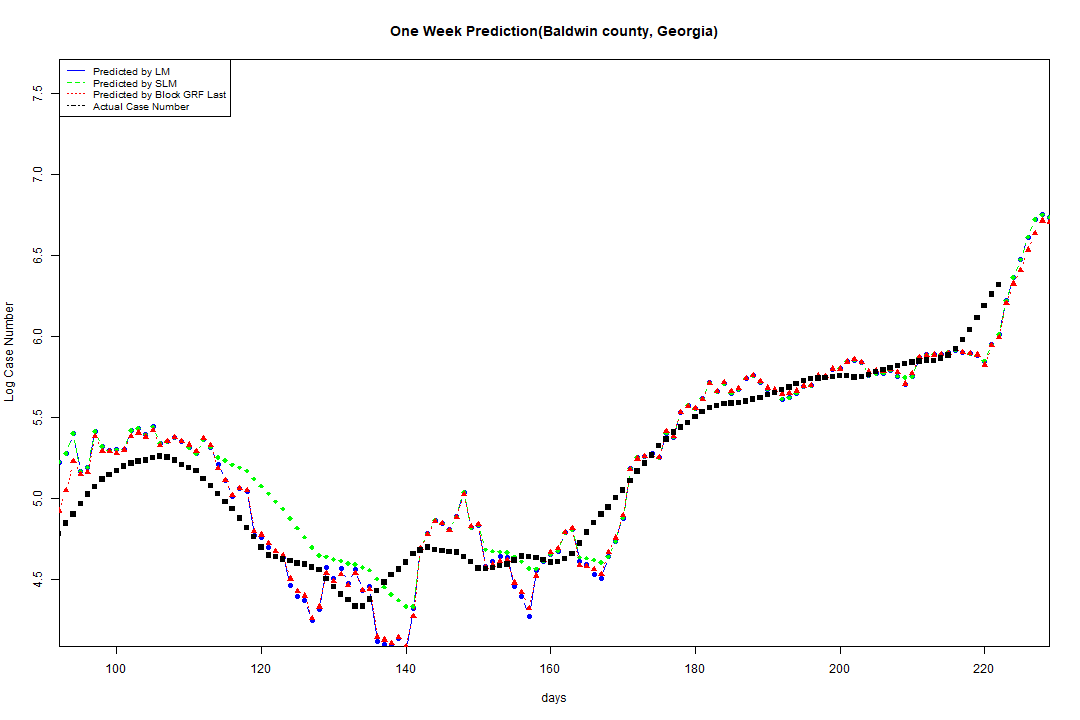 One Week Prediction(Baldwin county, Georgia)
Predicted by LM
Predicted by SLM
Predicted by Block GRF Last
Actual Case Number
Log Case Number
7.5
7.0
6.5
6.0
5.5
5.0
4.5
100 120 140 160 180 200 220
days